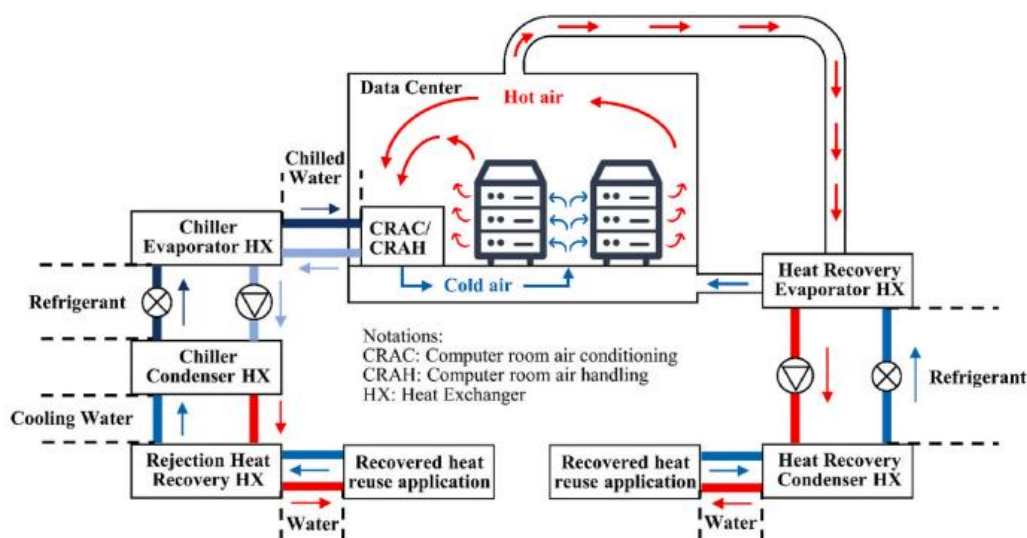 Data Center
Hot air
Chilled
Water
CRAC/
CRAH
Chiller
Evaporator HX
Cold air
Heat Recovery
Evaporator HX
Refrigerant
Notations:
CRAC: Computer room air conditioning
CRAH: Computer room air handling
HX: Heat Exchanger
Chiller
Condenser HX
Refrigerant
Cooling Water
Rejection Heat
Recovery HX
Recovered heat
reuse application
Recovered heat
reuse application
Heat Recovery
Condenser HX
Water
Water